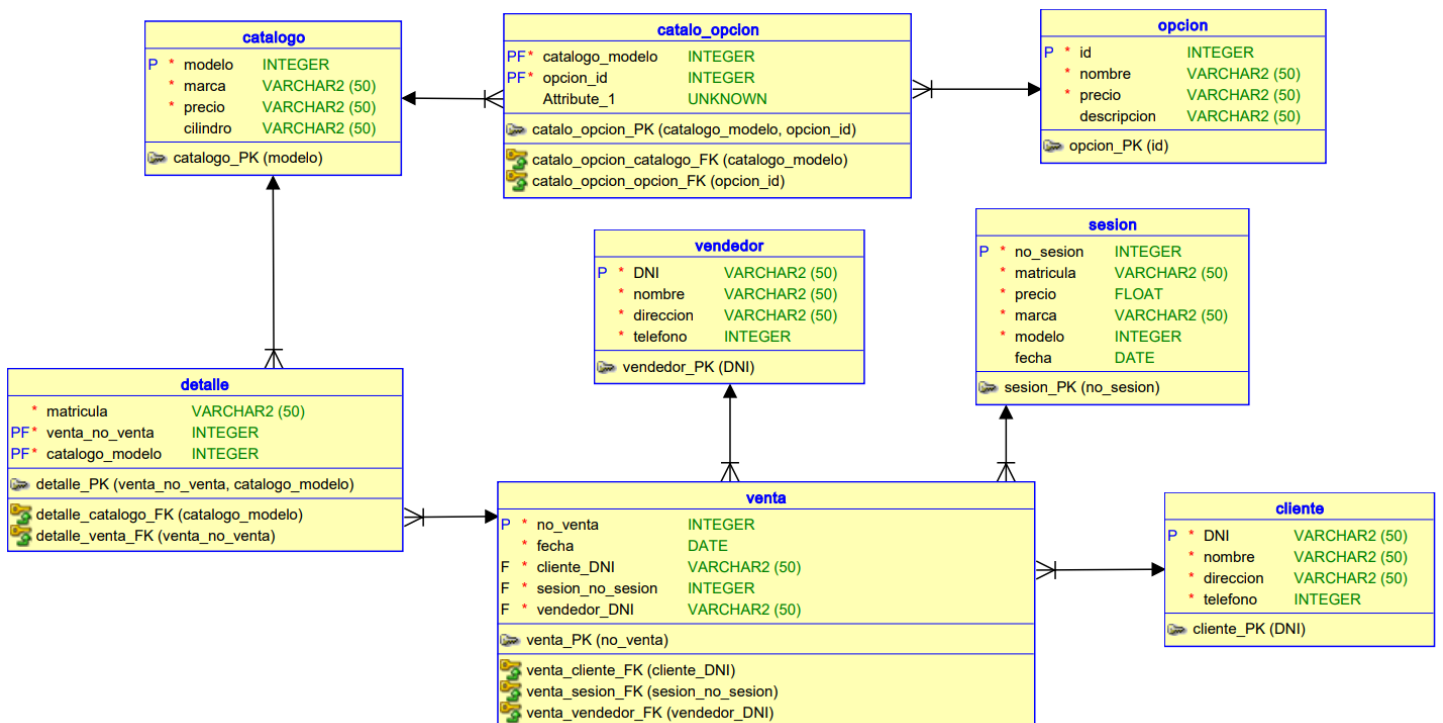 catalogo
P * modelo INTEGER
* marca VARCHAR2 (50)
* precio VARCHAR2 (50)
cilindro VARCHAR2 (50)
catalogo_PK (modelo)
catalo_opcion
PF* catalogo_modelo INTEGER
PF* opcion_id INTEGER
Attribute_1 UNKNOWN
catalo_opcion_PK (catalogo_modelo, opcion_id)
catalo_opcion_catalogo_FK (catalogo_modelo)
catalo_opcion_opcion_FK (opcion_id)
opcion
P * id INTEGER
* nombre VARCHAR2 (50)
* precio VARCHAR2 (50)
descripcion VARCHAR2 (50)
opcion_PK (id)
vendedor
P * DNI VARCHAR2 (50)
* nombre VARCHAR2 (50)
* direccion VARCHAR2 (50)
* telefono INTEGER
vendedor_PK (DNI)
sesion
P * no_sesion INTEGER
* matricula VARCHAR2 (50)
* precio FLOAT
* marca VARCHAR2 (50)
* modelo INTEGER
fecha DATE
sesion_PK (no_sesion)
detalle
* matricula VARCHAR2 (50)
PF* venta_no_venta INTEGER
PF* catalogo_modelo INTEGER
detalle_PK (venta_no_venta, catalogo_modelo)
detalle_catalogo_FK (catalogo_modelo)
detalle_venta_FK (venta_no_venta)
venta
P * no_venta INTEGER
* fecha DATE
F * cliente_DNI VARCHAR2 (50)
F * sesion_no_sesion INTEGER
F * vendedor_DNI VARCHAR2 (50)
venta_PK (no_venta)
venta_cliente_FK (cliente_DNI)
venta_sesion_FK (sesion_no_sesion)
venta_vendedor_FK (vendedor_DNI)
cliente
P * DNI VARCHAR2 (50)
* nombre VARCHAR2 (50)
* direccion VARCHAR2 (50)
* telefono INTEGER
cliente_PK (DNI)